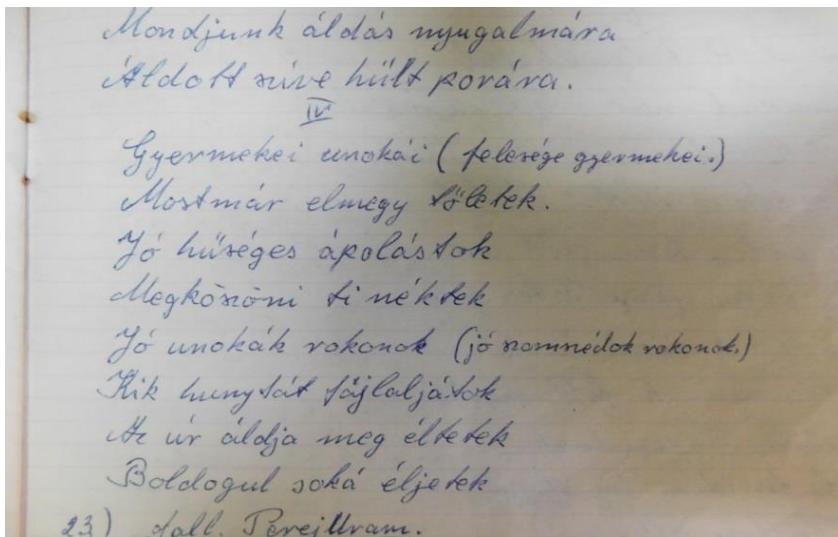 Mondjunk áldás nyugalmára
Áldott szíve hült porára.
IV
Gyermekei unokái (felesége gyermekei.)
Mostmár elmegy tőletek.
Jó hűséges ápolástok
Megköszöni ti néktek
Jó unokák rokonok (jó szomszédok rokonok.)
Kik hunytát fájlaljátok
Az úr áldja meg éltetek
Boldogul soká éljetek
23) dall.